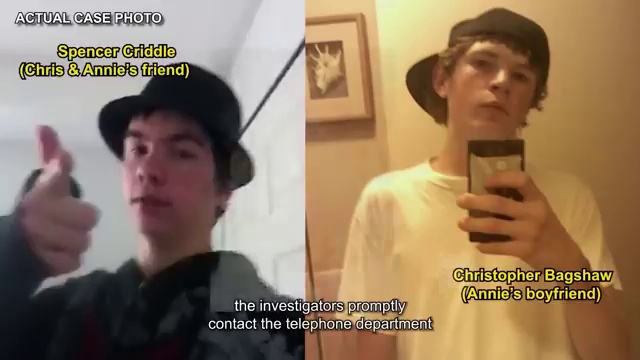 ACTUAL CASE PHOTO
Spencer Criddle
(Chris & Annie's friend)
Christopher Bagshaw
(Annie's boyfriend)
the investigators promptly
contact the telephone department